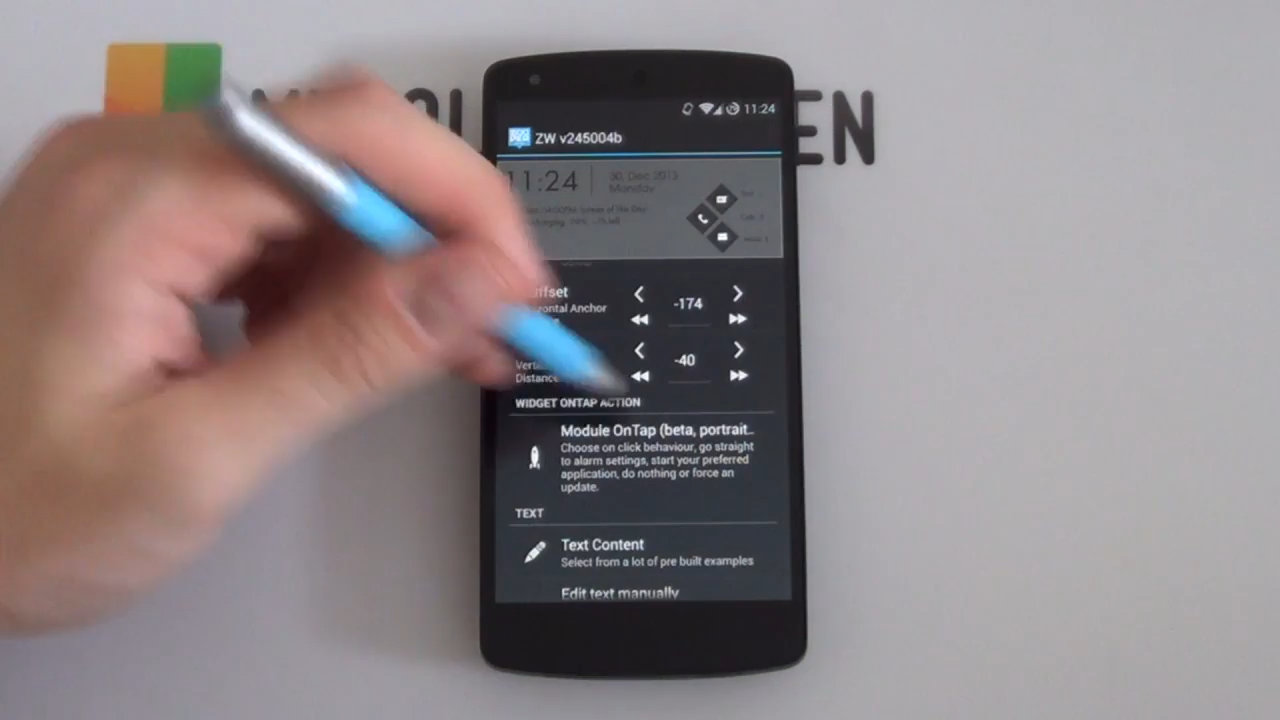 EN
11:24
ZW v245004b
11:24
30, Dec 2013
Monday
ffset
-174
ontal Anchor
-40
Distance
WIDGET ONTAP ACTION
Module OnTap (beta, portrait..
Choose on click behaviour, go straight
to alarm settings, start your preferred
application, do nothing or force an
update.
TEXT
Text Content
Select from a lot of pre built examples
Edit text manually